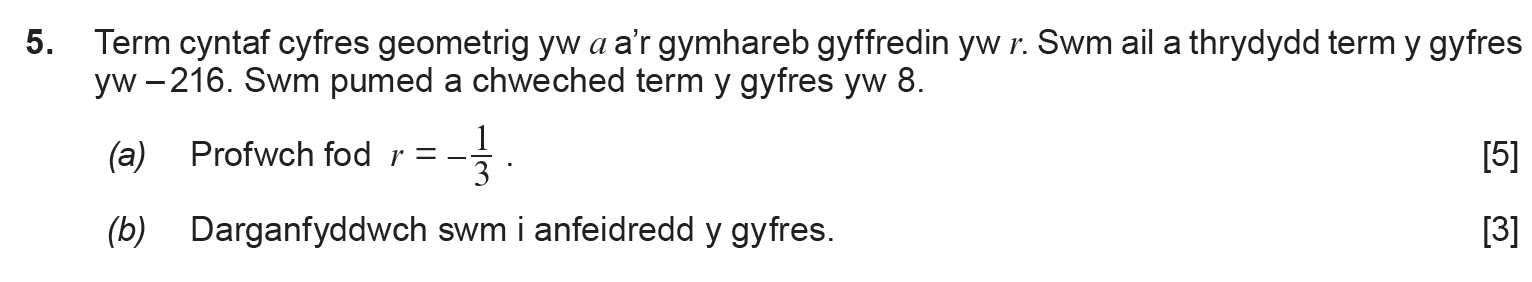 5. Term cyntaf cyfres geometrig yw a a'r gymhareb gyffredin yw r. Swm ail a thrydydd term y gyfres
yw –216. Swm pumed a chweched term y gyfres yw 8.
(a) Profwch fod r = –1/3 . [5]
(b) Darganfyddwch swm i anfeidredd y gyfres. [3]